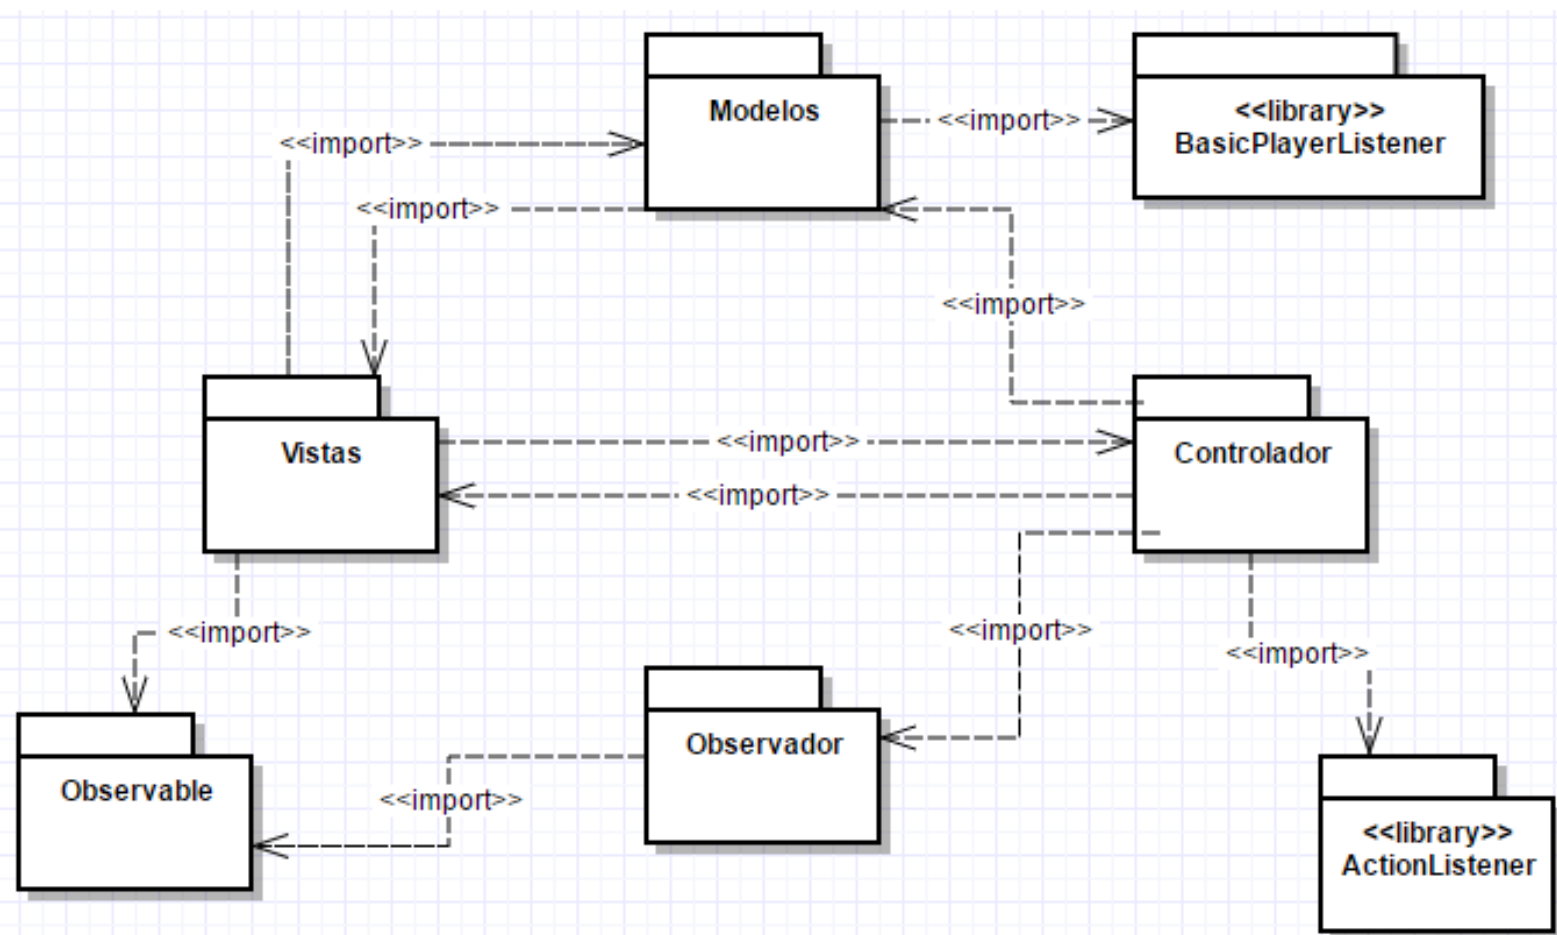 Modelos
<<import>>
<<library>>
BasicPlayerListener
<<import>>
<<import>>
<<import>>
Vistas
<<import>>
Controlador
<<import>>
<<import>>
<<import>>
<<import>>
Observador
Observable
<<import>>
<<library>>
ActionListener